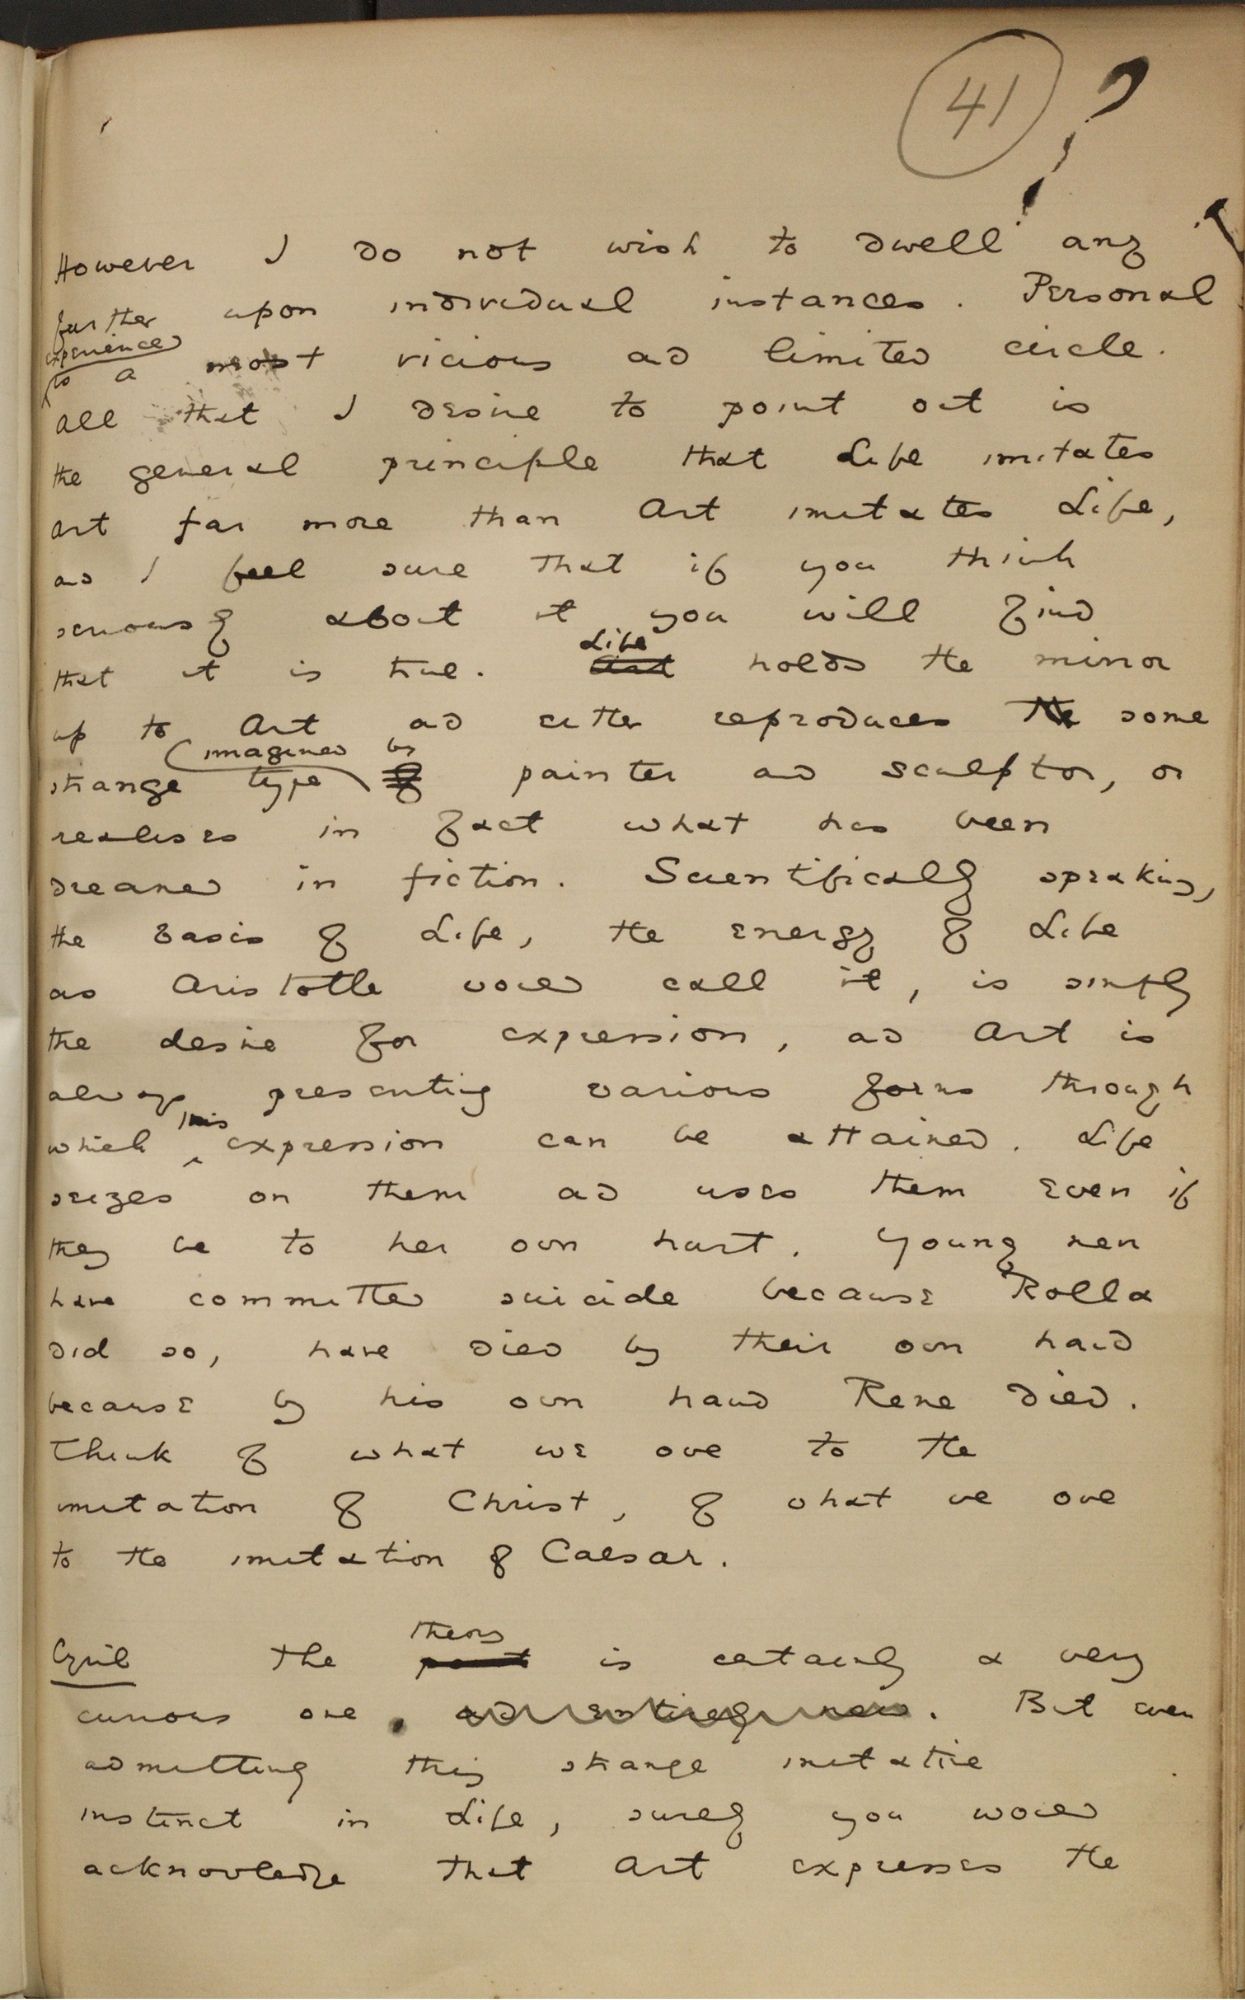 41 ?
However I do not wish to dwell any
further upon individual instances. Personal
experience
is a most vicious and limited circle.
All that I desire to point out is
the general principle that Life imitates
Art far more than Art imitates Life,
and I feel sure that if you think
seriously about it you will find
that it is true. Art holds the mirror
Life
up to Art and either reproduces the some
imagined by
strange type of painter and sculptor, or
realises in fact what has been
dreamed in fiction. Scientifically speaking,
the basis of Life, the energy of Life
as Aristotle would call it, is simply
the desire for expression, and Art is
always presenting various forms through
this
which ‸ expression can be attained. Life
seizes on them and uses them even if
they be to her own hurt. Young men
have committed suicide because Rolla
did so, have died by their own hand
because by his own hand Rene died.
Think of what we owe to the
imitation of Christ, of what we owe
to the imitation of Caesar.
theory
Cyril The point is certainly a very
curious one, and entirely new. But even
admitting this strange imitative
instinct in Life, surely you would
acknowledge that Art expresses the